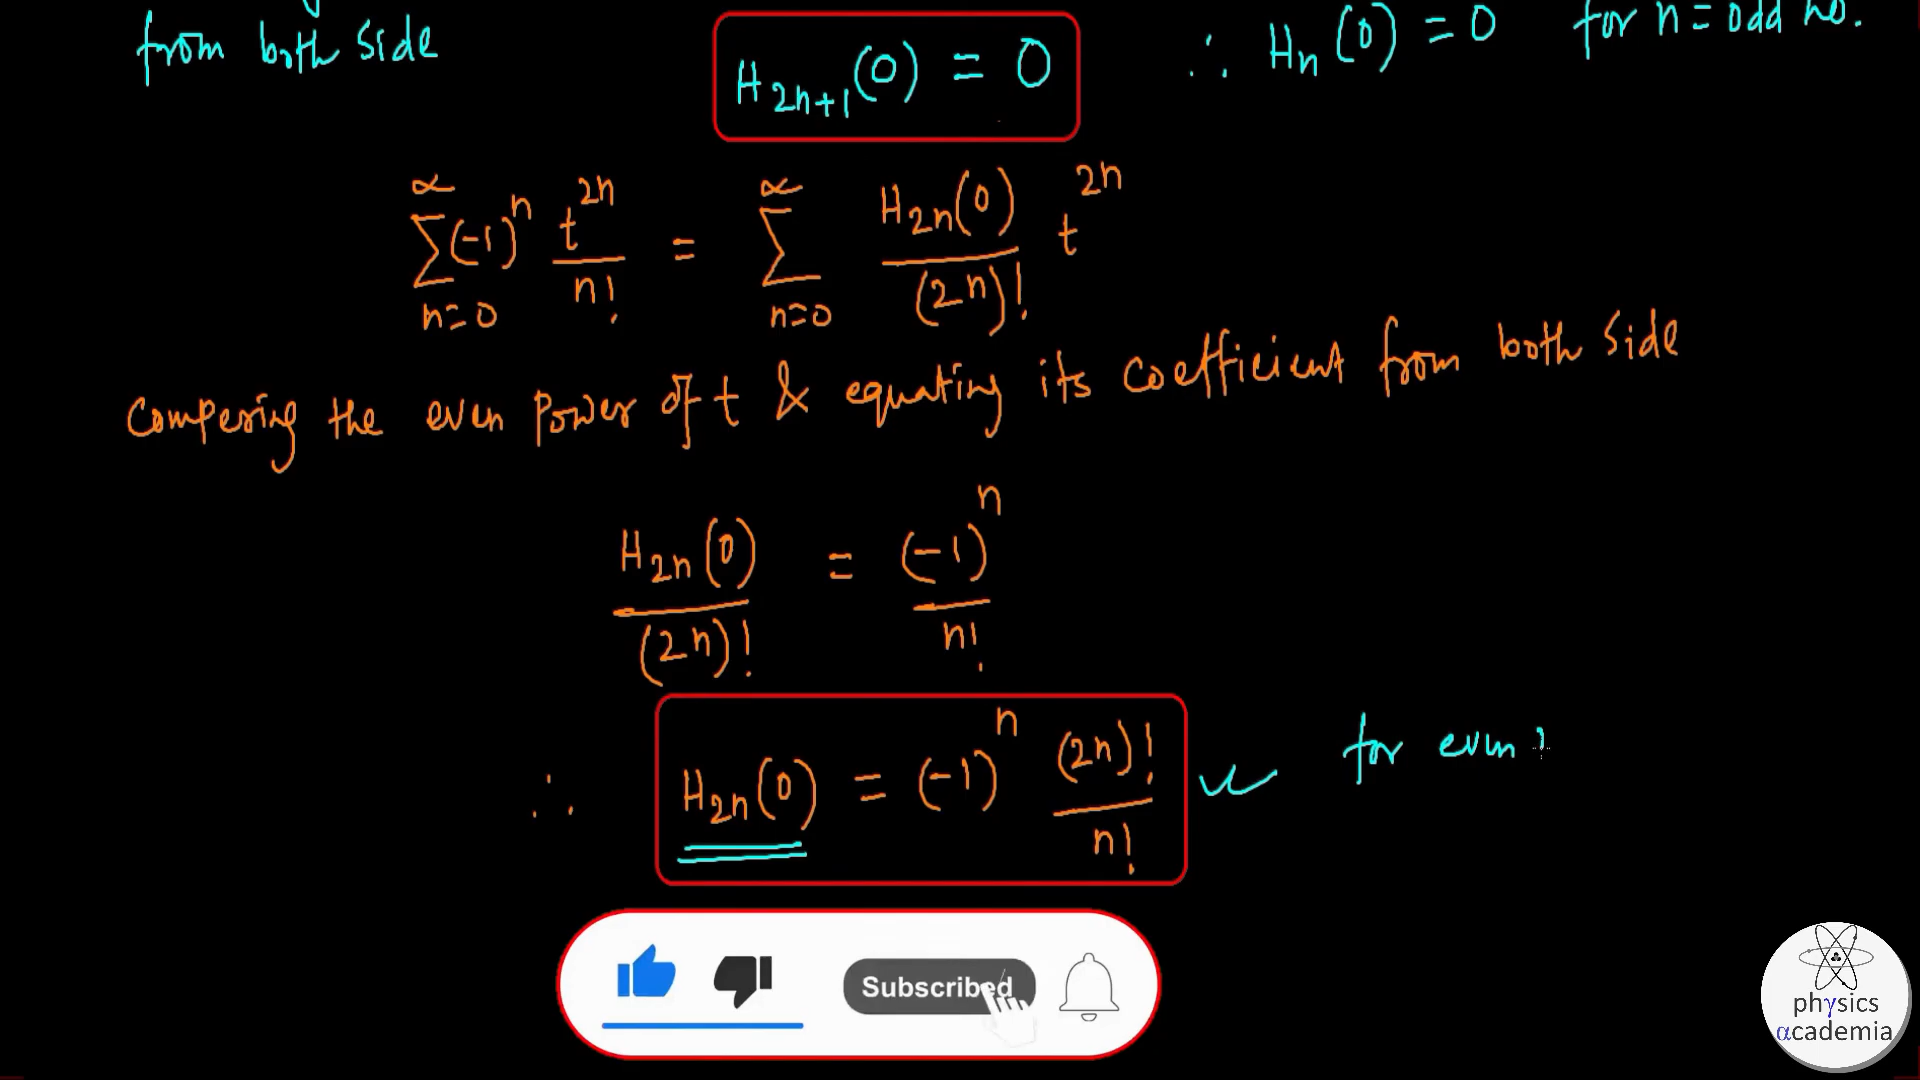 from both side
H_{2n+1}(0) = 0
∴ H_n(0) = 0 for n = odd no.
∑_{n=0}^{∝} (-1)^n t^{2n}/n! = ∑_{n=0}^{∝} H_{2n}(0)/(2n)! t^{2n}
Compering the even power of t & equating its coefficient from both side
H_{2n}(0)/(2n)! = (-1)^n/n!
∴ H_{2n}(0) = (-1)^n (2n)!/n! ✓ for even
Subscribed
physics
αcademia